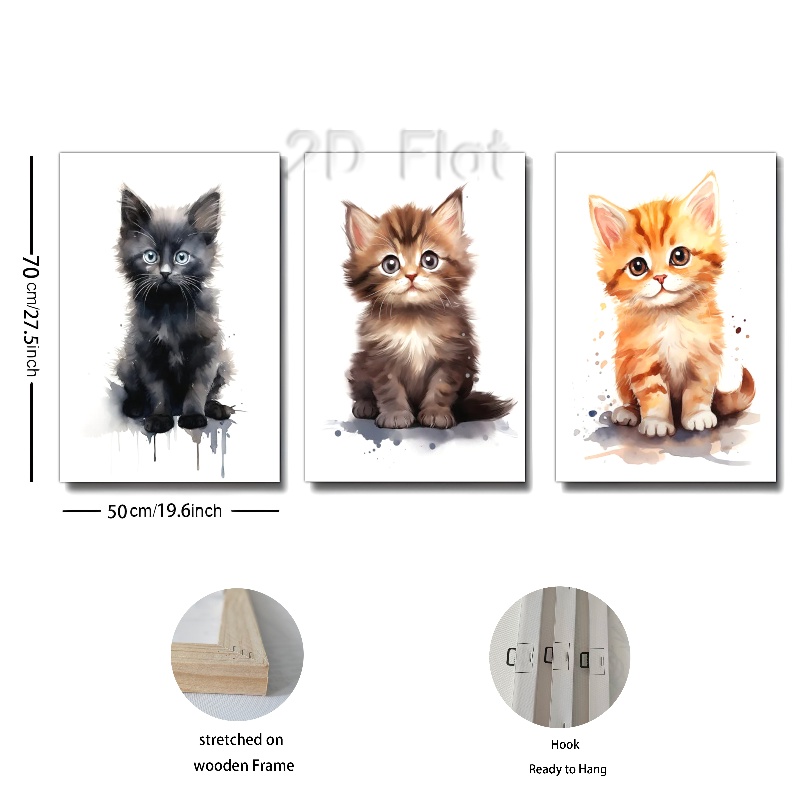 2D Flat
70 cm/27.5inch
50cm/19.6inch
stretched on
wooden Frame
Hook
Ready to Hang